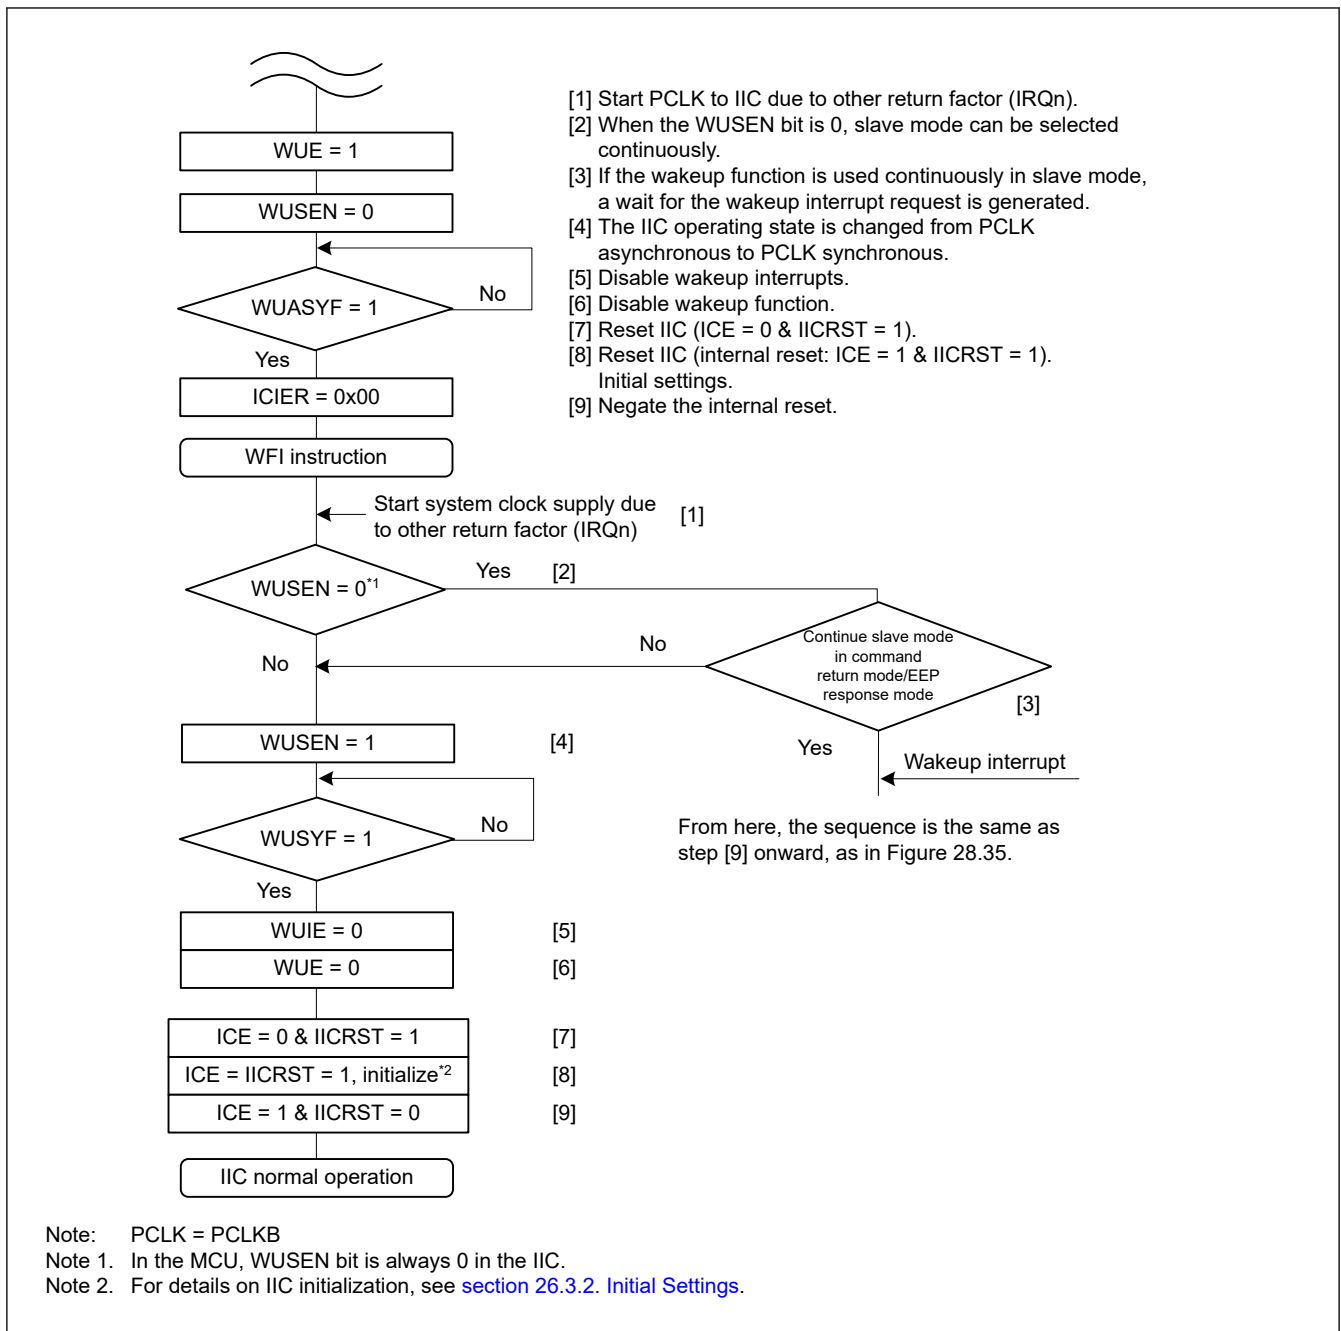 [1] Start PCLK to IIC due to other return factor (IRQn).
[2] When the WUSEN bit is 0, slave mode can be selected
continuously.
[3] If the wakeup function is used continuously in slave mode,
a wait for the wakeup interrupt request is generated.
[4] The IIC operating state is changed from PCLK
asynchronous to PCLK synchronous.
[5] Disable wakeup interrupts.
[6] Disable wakeup function.
[7] Reset IIC (ICE = 0 & IICRST = 1).
[8] Reset IIC (internal reset: ICE = 1 & IICRST = 1).
Initial settings.
[9] Negate the internal reset.
WUE = 1
WUSEN = 0
WUASYF = 1
No
Yes
ICIER = 0x00
WFI instruction
Start system clock supply due
to other return factor (IRQn)
[1]
WUSEN = 0*1
Yes
[2]
No
Continue slave mode
in command
return mode/EEP
response mode
[3]
No
Yes
Wakeup interrupt
From here, the sequence is the same as
step [9] onward, as in Figure 28.35.
WUSEN = 1
[4]
WUSYF = 1
No
Yes
WUIE = 0
[5]
WUE = 0
[6]
ICE = 0 & IICRST = 1
[7]
ICE = IICRST = 1, initialize*2
[8]
ICE = 1 & IICRST = 0
[9]
IIC normal operation
Note: PCLK = PCLKB
Note 1. In the MCU, WUSEN bit is always 0 in the IIC.
Note 2. For details on IIC initialization, see section 26.3.2. Initial Settings.